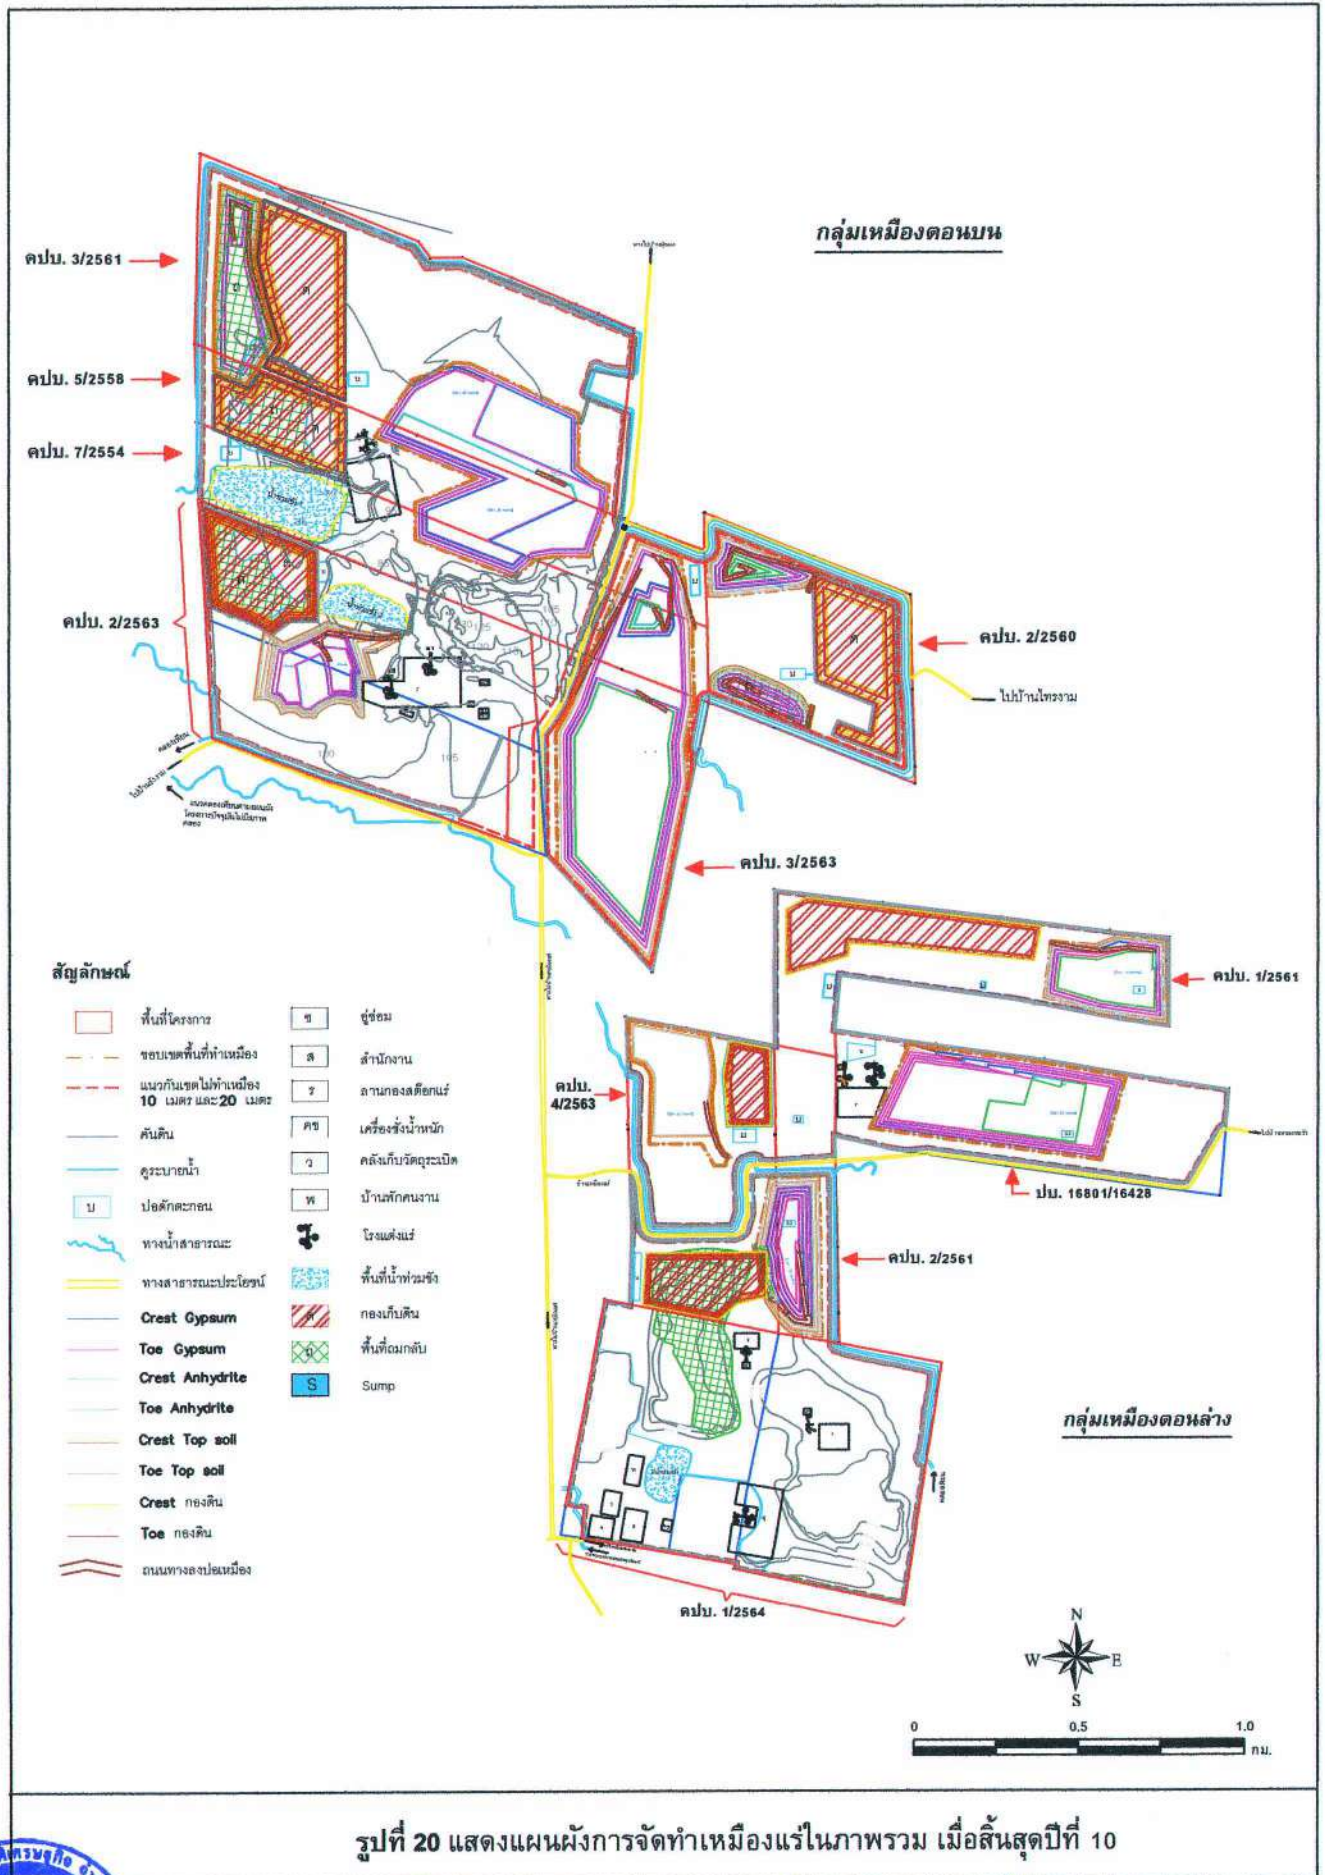 กลุ่มเหมืองตอนบน
คปบ. 3/2561
คปบ. 5/2558
คปบ. 7/2554
คปบ. 2/2563
คปบ. 2/2560
ไปบ้านไทรงาม
คปบ. 3/2563
คปบ. 1/2561
คปบ.
4/2563
ปบ. 16801/16428
คปบ. 2/2561
กลุ่มเหมืองตอนล่าง
คปบ. 1/2564
100
105
สัญลักษณ์
พื้นที่โครงการ
ขอบเขตพื้นที่ทำเหมือง
แนวกันเขตไม่ทำเหมือง
10 เมตร และ 20 เมตร
คันดิน
คูระบายน้ำ
บ บ่อดักตะกอน
ทางน้ำสาธารณะ
ทางสาธารณะประโยชน์
Crest Gypsum
Toe Gypsum
Crest Anhydrite
Toe Anhydrite
Crest Top soil
Toe Top soil
Crest กองดิน
Toe กองดิน
ถนนทางลงบ่อเหมือง
ซ อู่ซ่อม
ส สำนักงาน
ร ลานกองสต๊อกแร่
คช เครื่องชั่งน้ำหนัก
ว คลังเก็บวัตถุระเบิด
พ บ้านพักคนงาน
โรงแต่งแร่
พื้นที่น้ำท่วมขัง
ด กองเก็บดิน
ถ พื้นที่ถมกลับ
S Sump
N
W E
S
0 0.5 1.0
กม.
รูปที่ 20 แสดงแผนผังการจัดทำเหมืองแร่ในภาพรวม เมื่อสิ้นสุดปีที่ 10